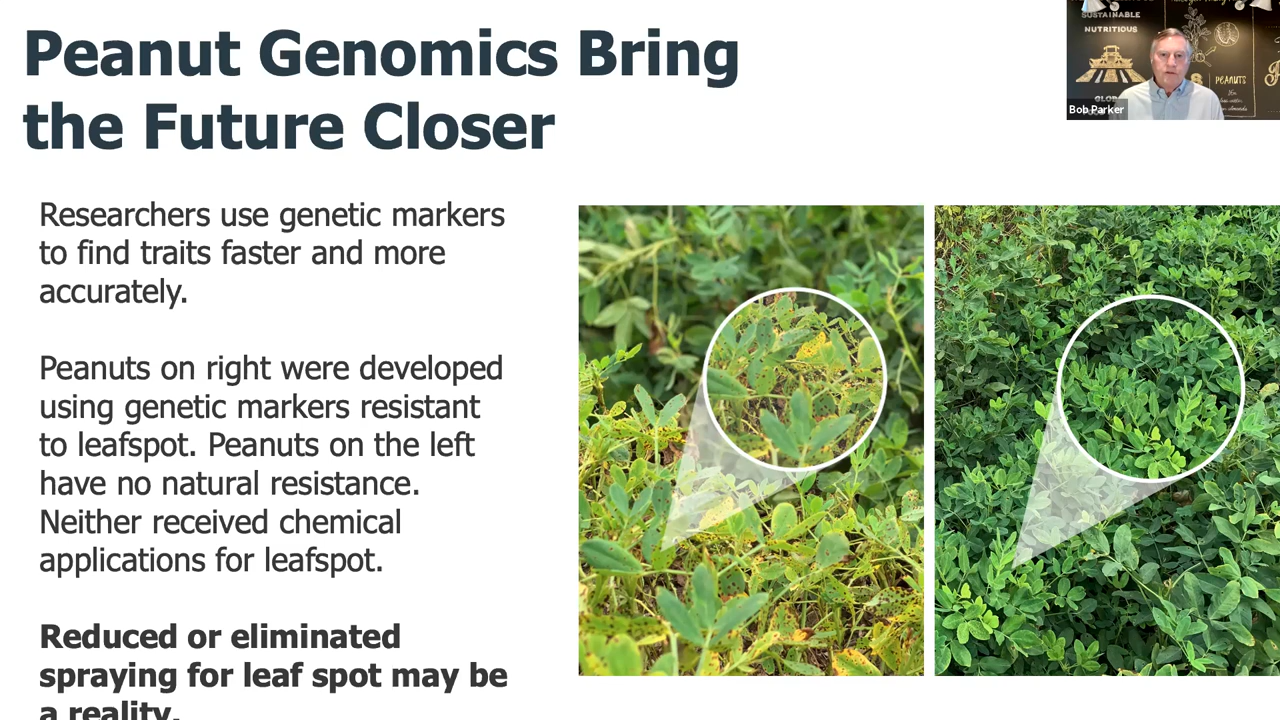 Peanut Genomics Bring
the Future Closer
SUSTAINABLE
NUTRITIOUS
PEANUTS
Bob Parker
Researchers use genetic markers
to find traits faster and more
accurately.
Peanuts on right were developed
using genetic markers resistant
to leafspot. Peanuts on the left
have no natural resistance.
Neither received chemical
applications for leafspot.
Reduced or eliminated
spraying for leaf spot may be
a reality.